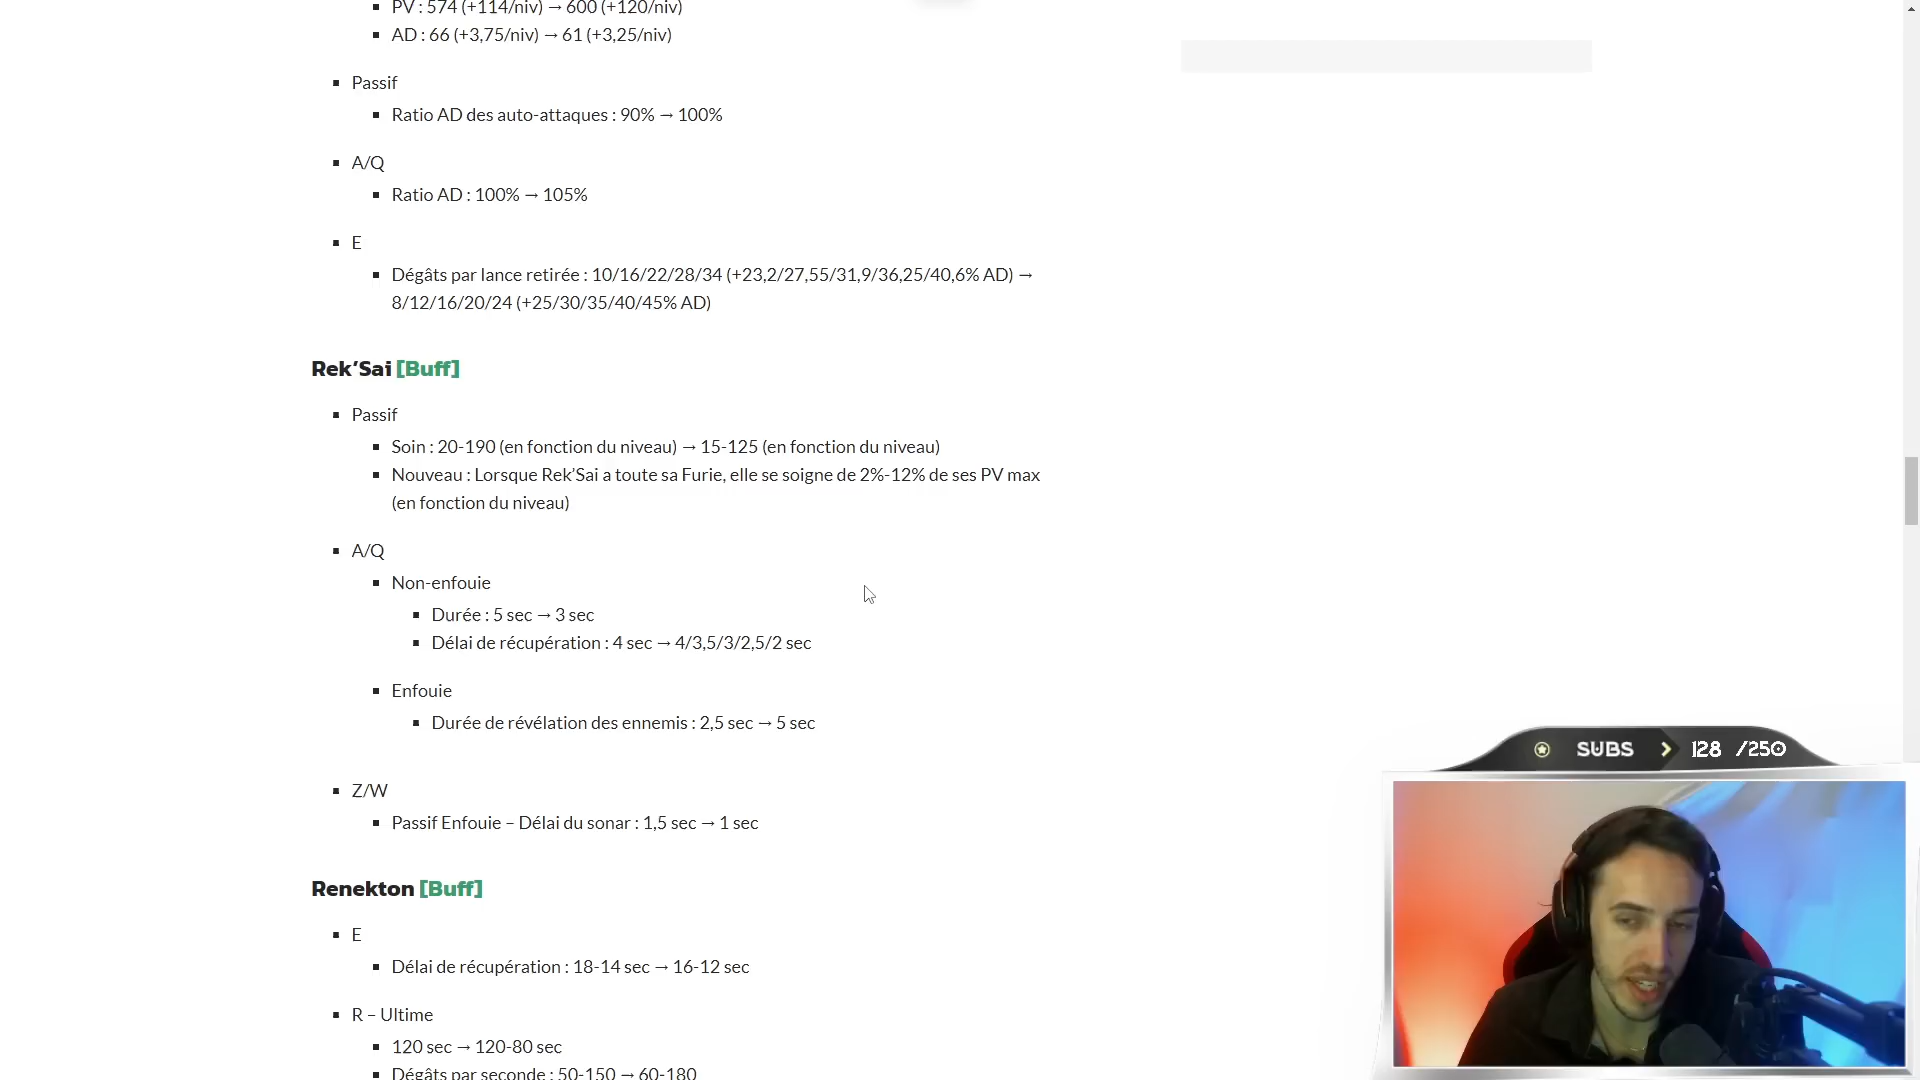 PV : 574 (+114/niv) → 600 (+120/niv)
AD : 66 (+3,75/niv) → 61 (+3,25/niv)
Passif
Ratio AD des auto-attaques : 90% → 100%
A/Q
Ratio AD : 100% → 105%
E
Dégâts par lance retirée : 10/16/22/28/34 (+23,2/27,55/31,9/36,25/40,6% AD) →
8/12/16/20/24 (+25/30/35/40/45% AD)
Rek’Sai [Buff]
Passif
Soin : 20-190 (en fonction du niveau) → 15-125 (en fonction du niveau)
Nouveau : Lorsque Rek’Sai a toute sa Furie, elle se soigne de 2%-12% de ses PV max
(en fonction du niveau)
A/Q
Non-enfouie
Durée : 5 sec → 3 sec
Délai de récupération : 4 sec → 4/3,5/3/2,5/2 sec
Enfouie
Durée de révélation des ennemis : 2,5 sec → 5 sec
Z/W
Passif Enfouie – Délai du sonar : 1,5 sec → 1 sec
Renekton [Buff]
E
Délai de récupération : 18-14 sec → 16-12 sec
R – Ultime
120 sec → 120-80 sec
Dégâts par seconde : 50-150 → 60-180
SUBS > 128 /250